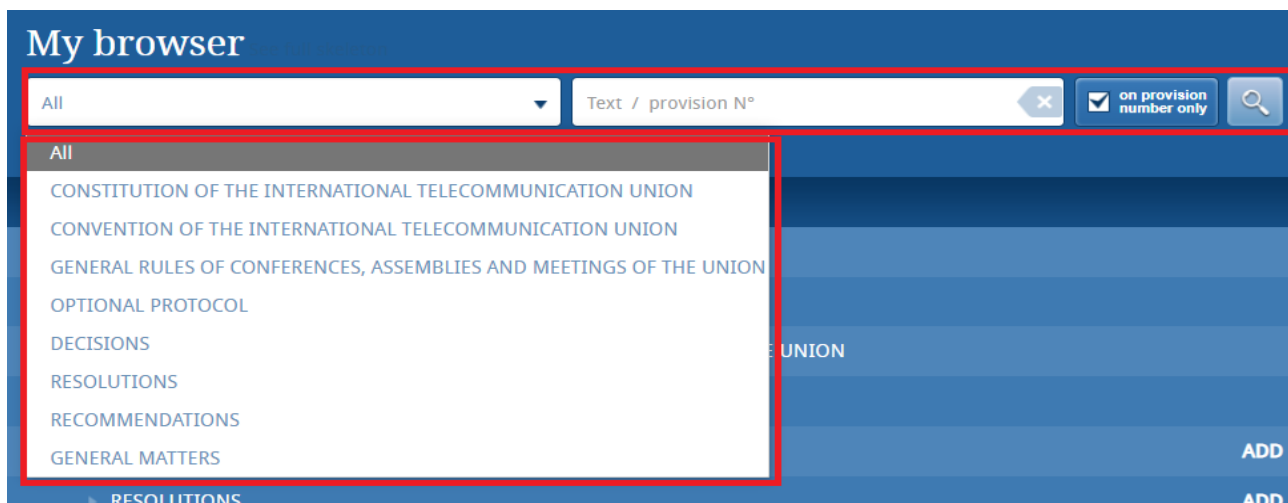 My browser
All
Text / provision N°
on provision
number only
All
CONSTITUTION OF THE INTERNATIONAL TELECOMMUNICATION UNION
CONVENTION OF THE INTERNATIONAL TELECOMMUNICATION UNION
GENERAL RULES OF CONFERENCES, ASSEMBLIES AND MEETINGS OF THE UNION
OPTIONAL PROTOCOL
DECISIONS
UNION
RESOLUTIONS
RECOMMENDATIONS
GENERAL MATTERS
ADD
RESOLUTIONS
ADD